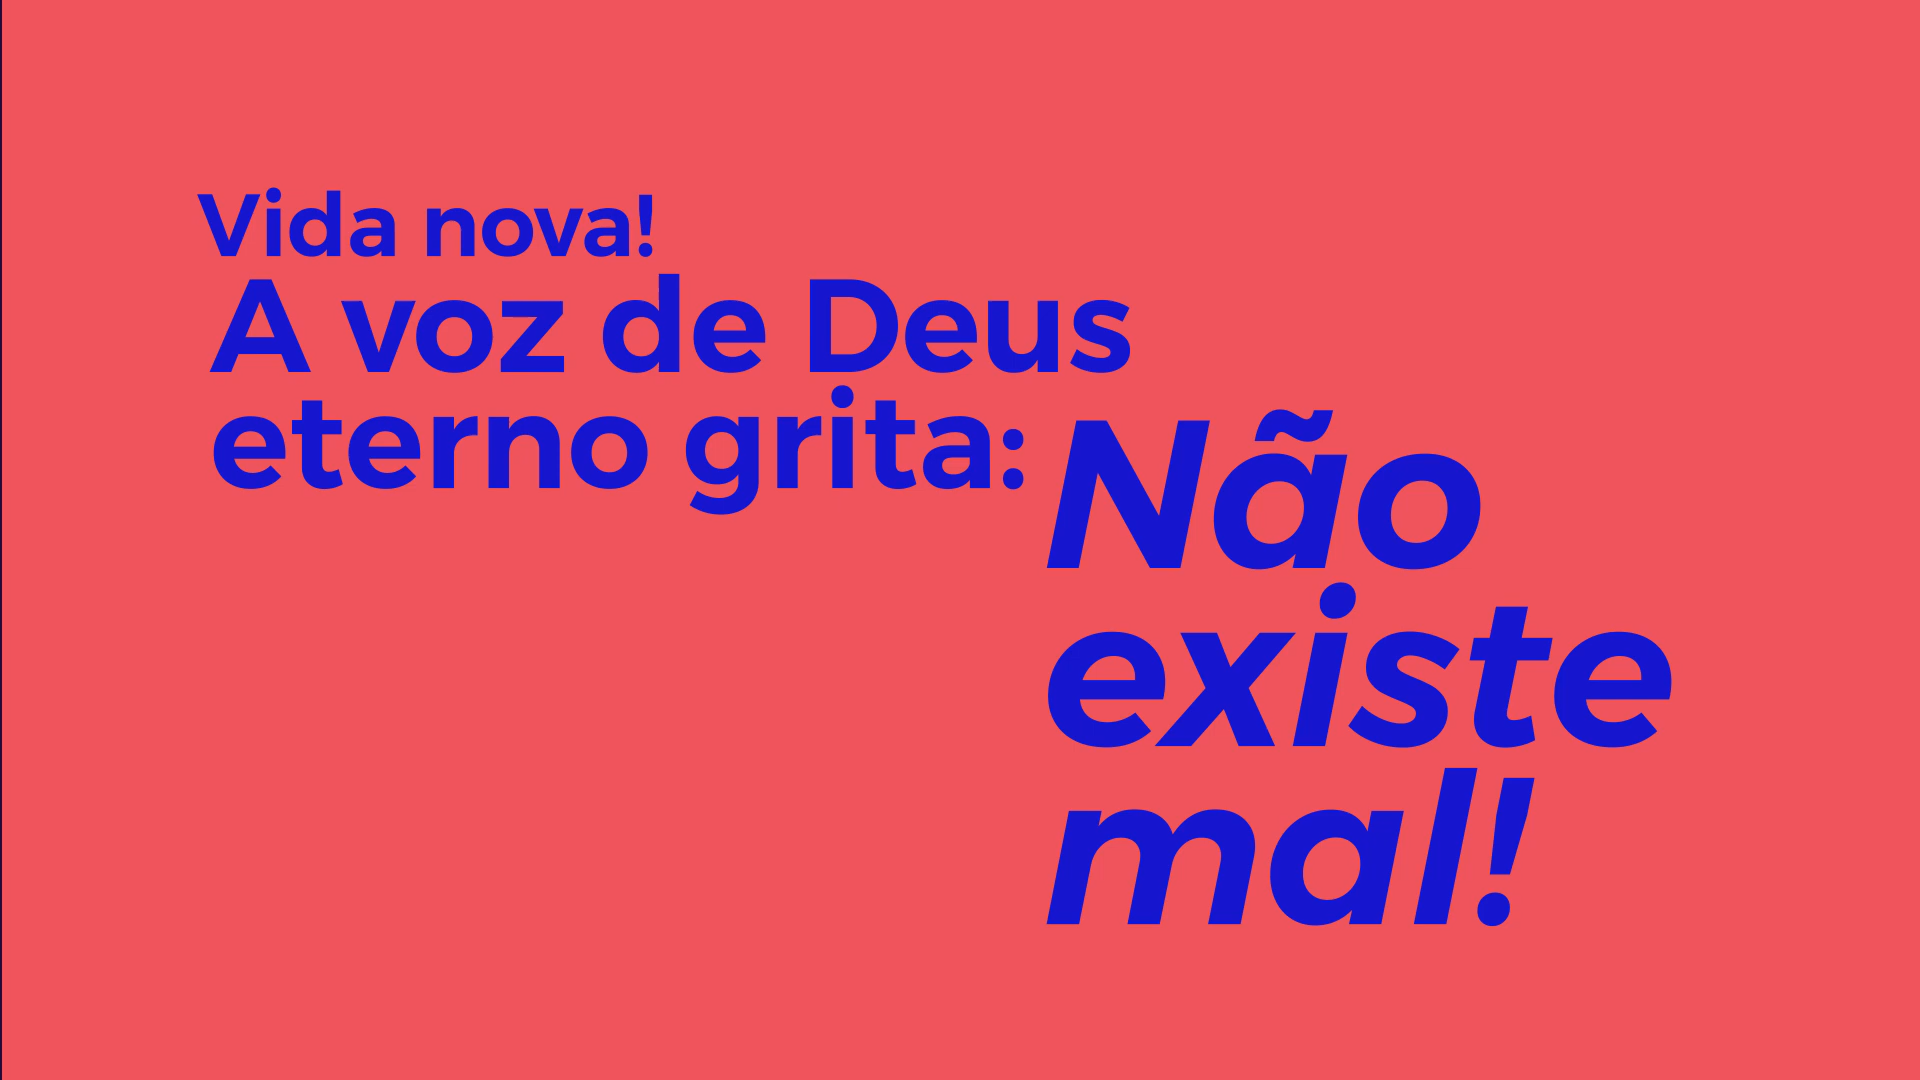 Vida nova!
A voz de Deus
eterno grita:
Não
existe
mal!